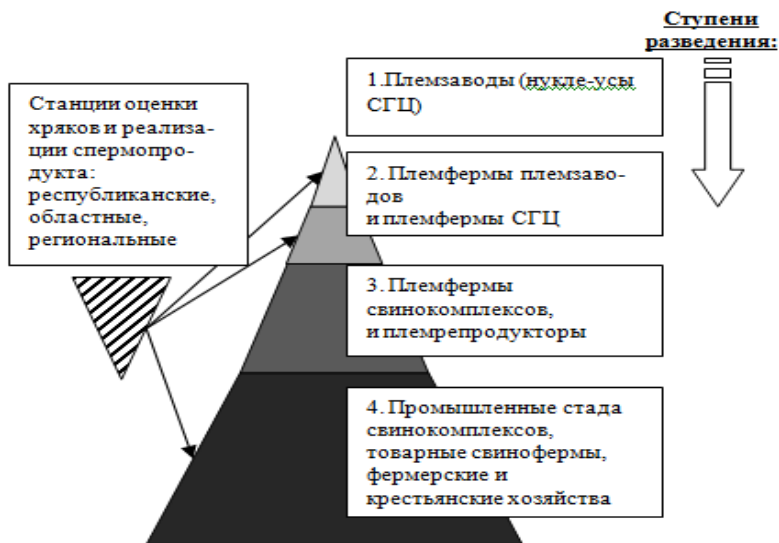 Ступени
разведения:
1.Племзаводы (нукле-усы
СГЦ)
Станции оценки
хряков и реализа-
ции спермопро-
дукта:
республиканские,
областные,
региональные
2. Племфермы племзаво-
дов
и племфермы СГЦ
3. Племфермы
свинокомплексов,
и племрепродукторы
4. Промышленные стада
свинокомплексов,
товарные свинофермы,
фермерские и
крестьянские хозяйства